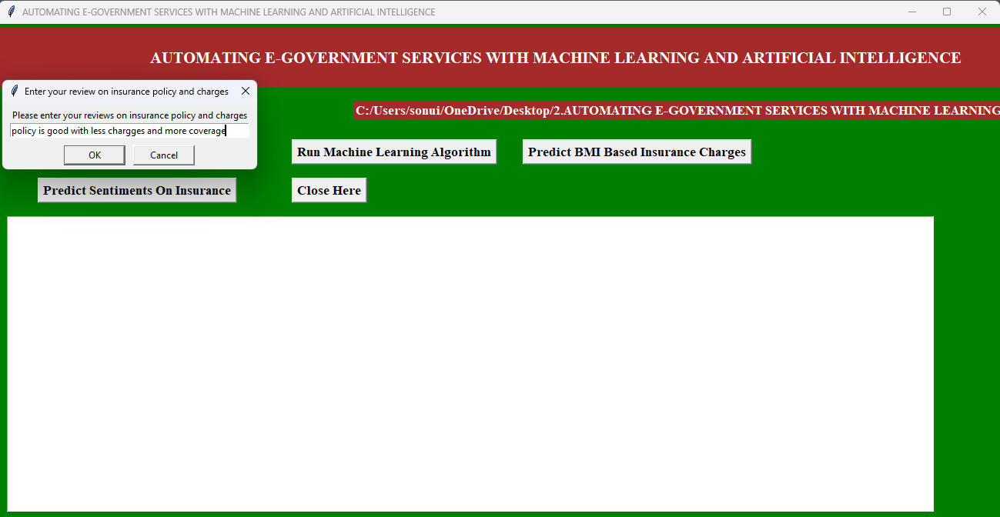 AUTOMATING E-GOVERNMENT SERVICES WITH MACHINE LEARNING AND ARTIFICIAL INTELLIGENCE
AUTOMATING E-GOVERNMENT SERVICES WITH MACHINE LEARNING AND ARTIFICIAL INTELLIGENCE
Enter your review on insurance policy and charges
Please enter your reviews on insurance policy and charges
policy is good with less chargges and more coverage
OK Cancel
C:/Users/sonui/OneDrive/Desktop/2.AUTOMATING E-GOVERNMENT SERVICES WITH MACHINE LEARNING
Run Machine Learning Algorithm Predict BMI Based Insurance Charges
Predict Sentiments On Insurance Close Here